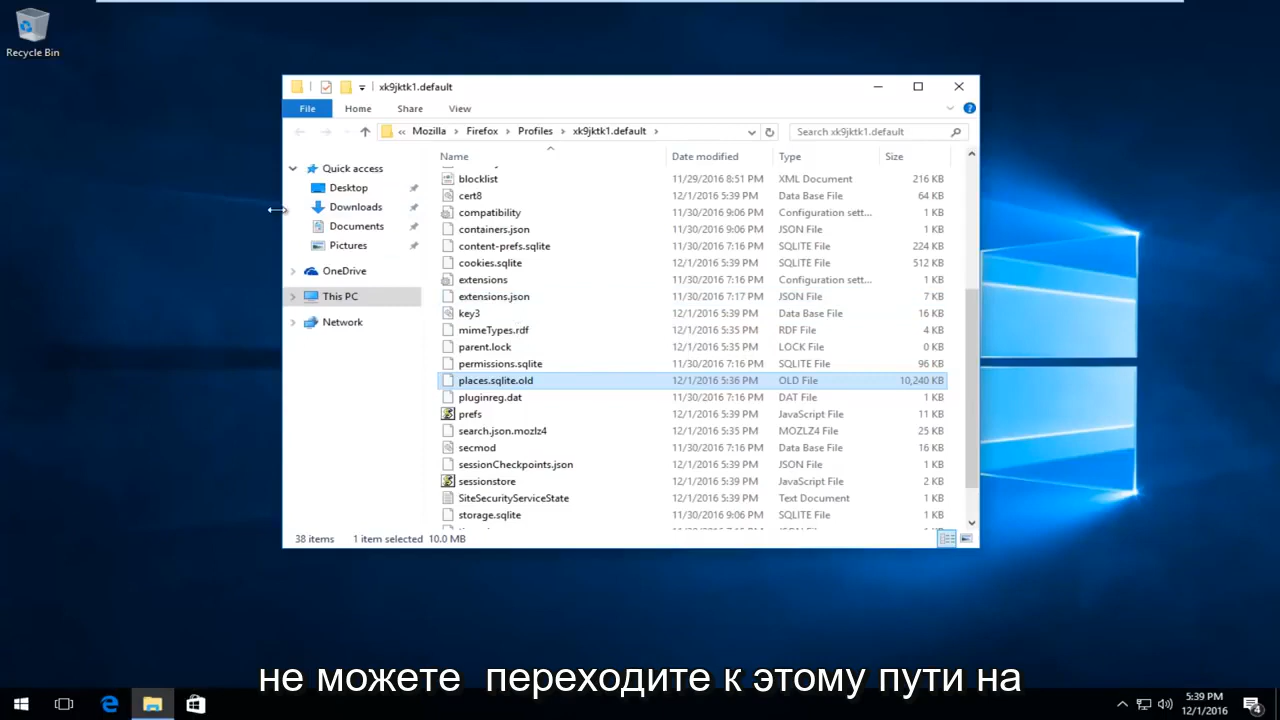 Recycle Bin
xk9jktk1.default
File Home Share View
« Mozilla > Firefox > Profiles > xk9jktk1.default >
Search xk9jktk1.default
Quick access
Desktop
Downloads
Documents
Pictures
OneDrive
This PC
Network
Name Date modified Type Size
blocklist 11/29/2016 8:51 PM XML Document 216 KB
cert8 12/1/2016 5:39 PM Data Base File 64 KB
compatibility 11/30/2016 9:06 PM Configuration sett... 1 KB
containers.json 11/30/2016 9:06 PM JSON File 1 KB
content-prefs.sqlite 11/30/2016 7:16 PM SQLITE File 224 KB
cookies.sqlite 12/1/2016 5:39 PM SQLITE File 512 KB
extensions 11/30/2016 7:16 PM Configuration sett... 1 KB
extensions.json 11/30/2016 7:17 PM JSON File 7 KB
key3 12/1/2016 5:39 PM Data Base File 16 KB
mimeTypes.rdf 12/1/2016 5:35 PM RDF File 4 KB
parent.lock 12/1/2016 5:35 PM LOCK File 0 KB
permissions.sqlite 11/30/2016 7:16 PM SQLITE File 96 KB
places.sqlite.old 12/1/2016 5:36 PM OLD File 10,240 KB
pluginreg.dat 11/30/2016 7:16 PM DAT File 1 KB
prefs 12/1/2016 5:39 PM JavaScript File 11 KB
search.json.mozlz4 12/1/2016 5:35 PM MOZLZ4 File 25 KB
secmod 11/30/2016 7:16 PM Data Base File 16 KB
sessionCheckpoints.json 12/1/2016 5:39 PM JSON File 1 KB
sessionstore 12/1/2016 5:39 PM JavaScript File 2 KB
SiteSecurityServiceState 12/1/2016 5:39 PM Text Document 1 KB
storage.sqlite 11/30/2016 9:06 PM SQLITE File 1 KB
38 items 1 item selected 10.0 MB
не можете переходите к этому пути на
5:39 PM
12/1/2016
4